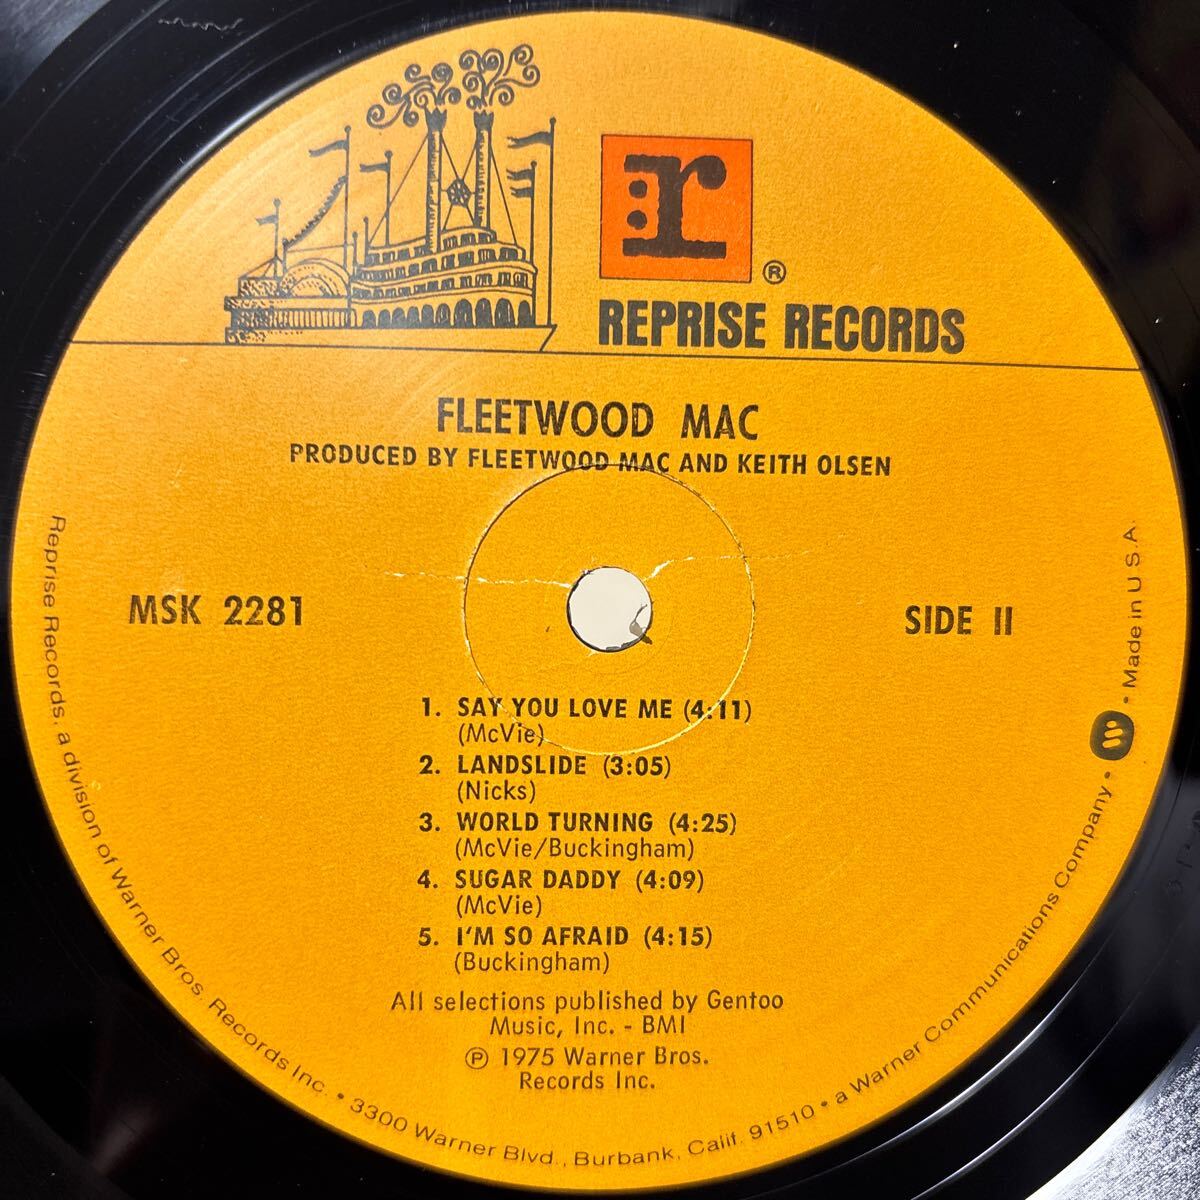 r ®
REPRISE RECORDS
FLEETWOOD MAC
PRODUCED BY FLEETWOOD MAC AND KEITH OLSEN
MSK 2281
SIDE II
1. SAY YOU LOVE ME (4:11)
(McVie)
2. LANDSLIDE (3:05)
(Nicks)
3. WORLD TURNING (4:25)
(McVie/Buckingham)
4. SUGAR DADDY (4:09)
(McVie)
5. I'M SO AFRAID (4:15)
(Buckingham)
All selections published by Gentoo
Music, Inc. - BMI
℗ 1975 Warner Bros.
Records Inc.
Reprise Records, a division of Warner Bros. Records Inc. • 3300 Warner Blvd., Burbank, Calif. 91510 • a Warner Communications Company • W • Made in U.S.A.